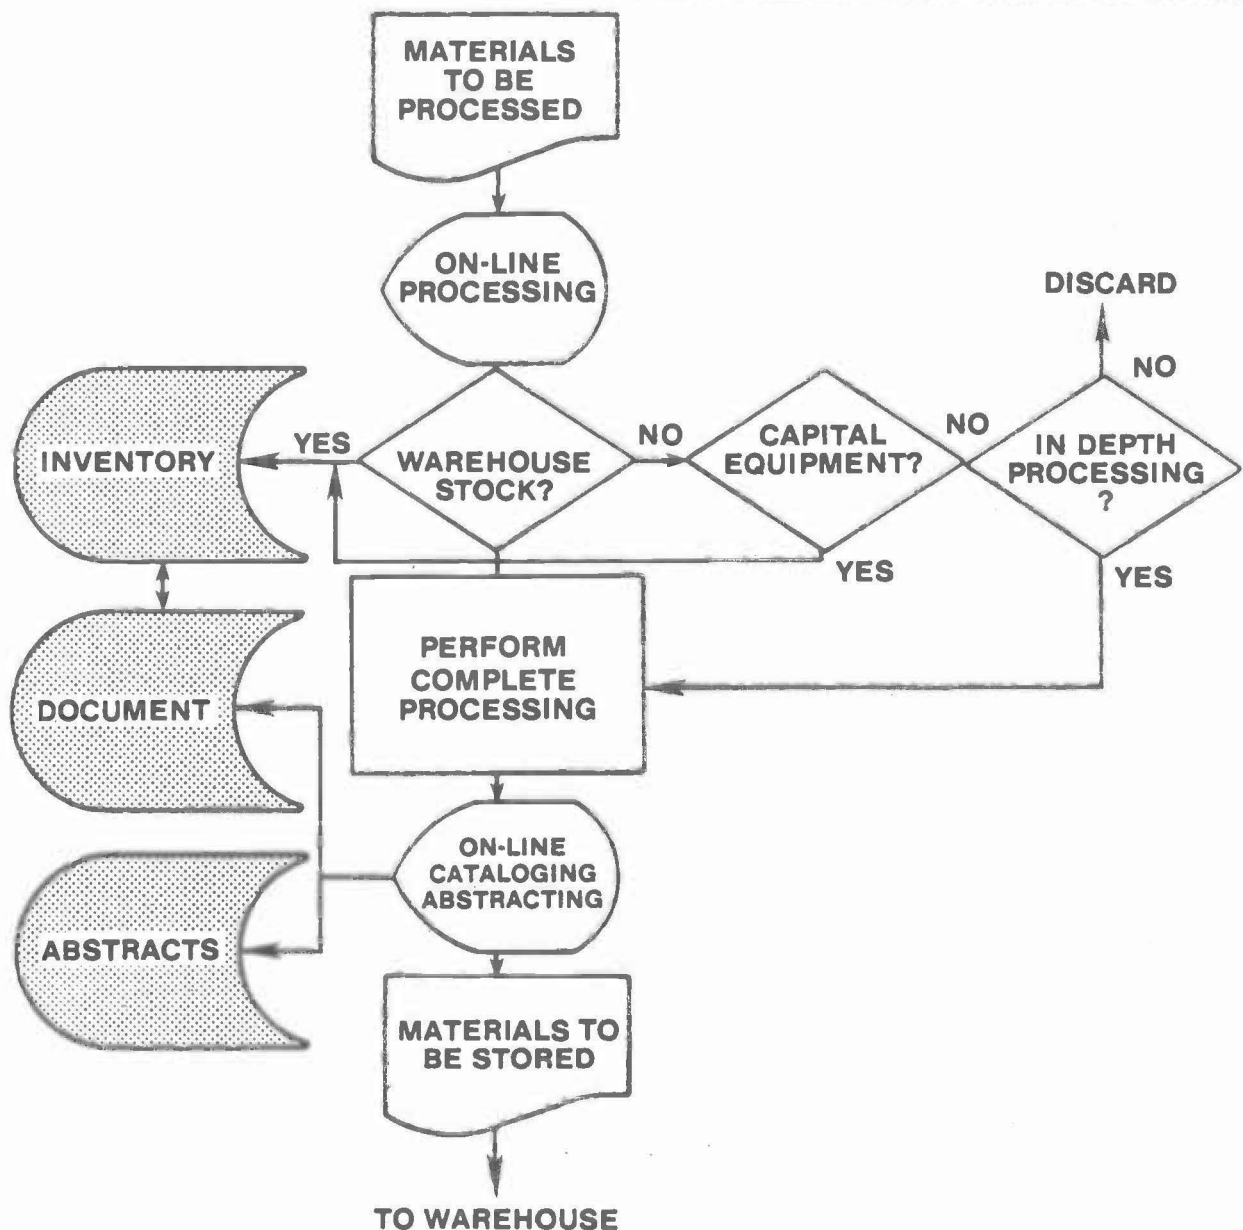 MATERIALS
TO BE
PROCESSED
ON-LINE
PROCESSING
DISCARD
NO
INVENTORY
YES
WAREHOUSE
STOCK?
NO
CAPITAL
EQUIPMENT?
NO
IN DEPTH
PROCESSING
?
YES
YES
PERFORM
COMPLETE
PROCESSING
DOCUMENT
ON-LINE
CATALOGING
ABSTRACTING
ABSTRACTS
MATERIALS TO
BE STORED
TO WAREHOUSE